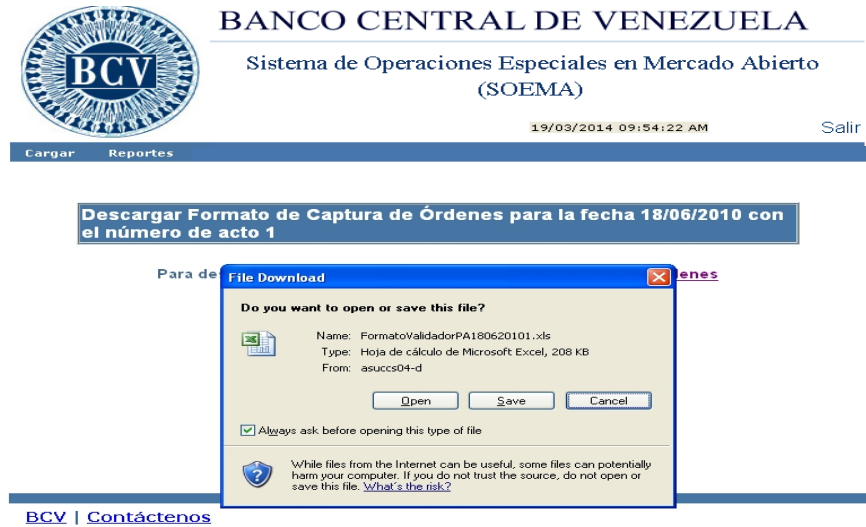 BANCO CENTRAL DE VENEZUELA
BCV
Sistema de Operaciones Especiales en Mercado Abierto
(SOEMA)
19/03/2014 09:54:22 AM
Salir
Cargar Reportes
Descargar Formato de Captura de Órdenes para la fecha 18/06/2010 con
el número de acto 1
Para de
enes
File Download
Do you want to open or save this file?
Name: FormatoValidadorPA180620101.xls
Type: Hoja de cálculo de Microsoft Excel, 208 KB
From: asuccs04-d
Open Save Cancel
Always ask before opening this type of file
While files from the Internet can be useful, some files can potentially
harm your computer. If you do not trust the source, do not open or
save this file. What's the risk?
BCV | Contáctenos